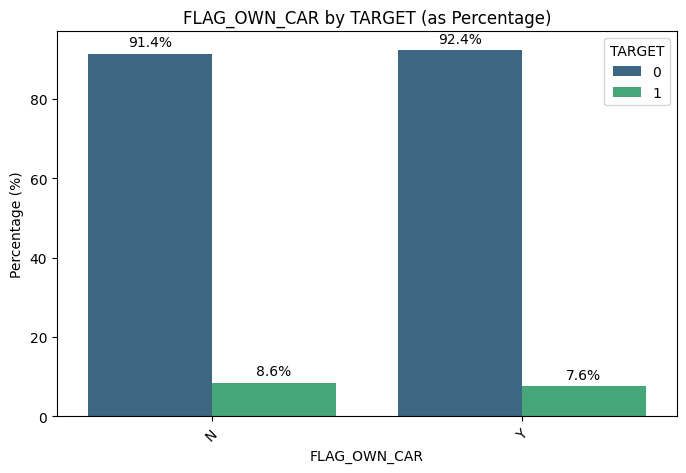 FLAG_OWN_CAR by TARGET (as Percentage)
91.4%
92.4%
TARGET
0
1
80
60
Percentage (%)
40
20
8.6%
7.6%
0
N
Y
FLAG_OWN_CAR